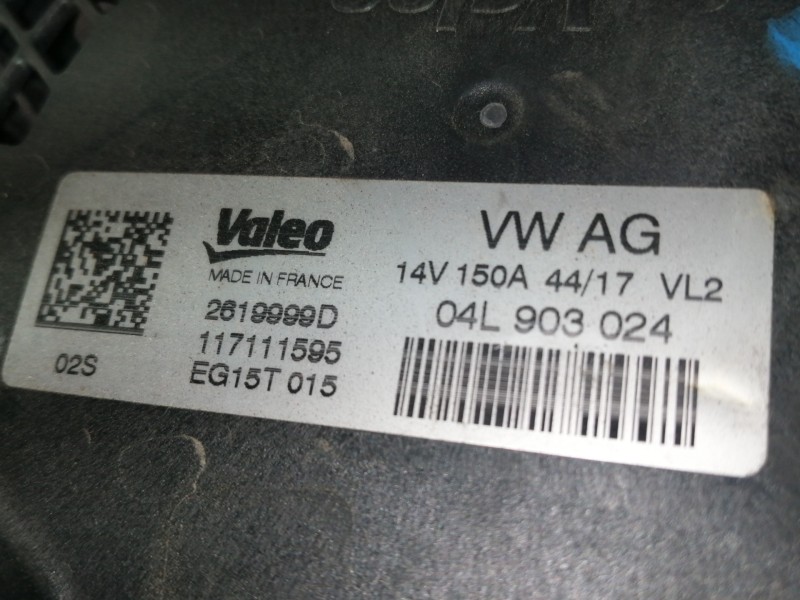 Valeo
MADE IN FRANCE
2619999D
117111595
EG15T 015
02S
VW AG
14V 150A 44/17 VL2
04L 903 024